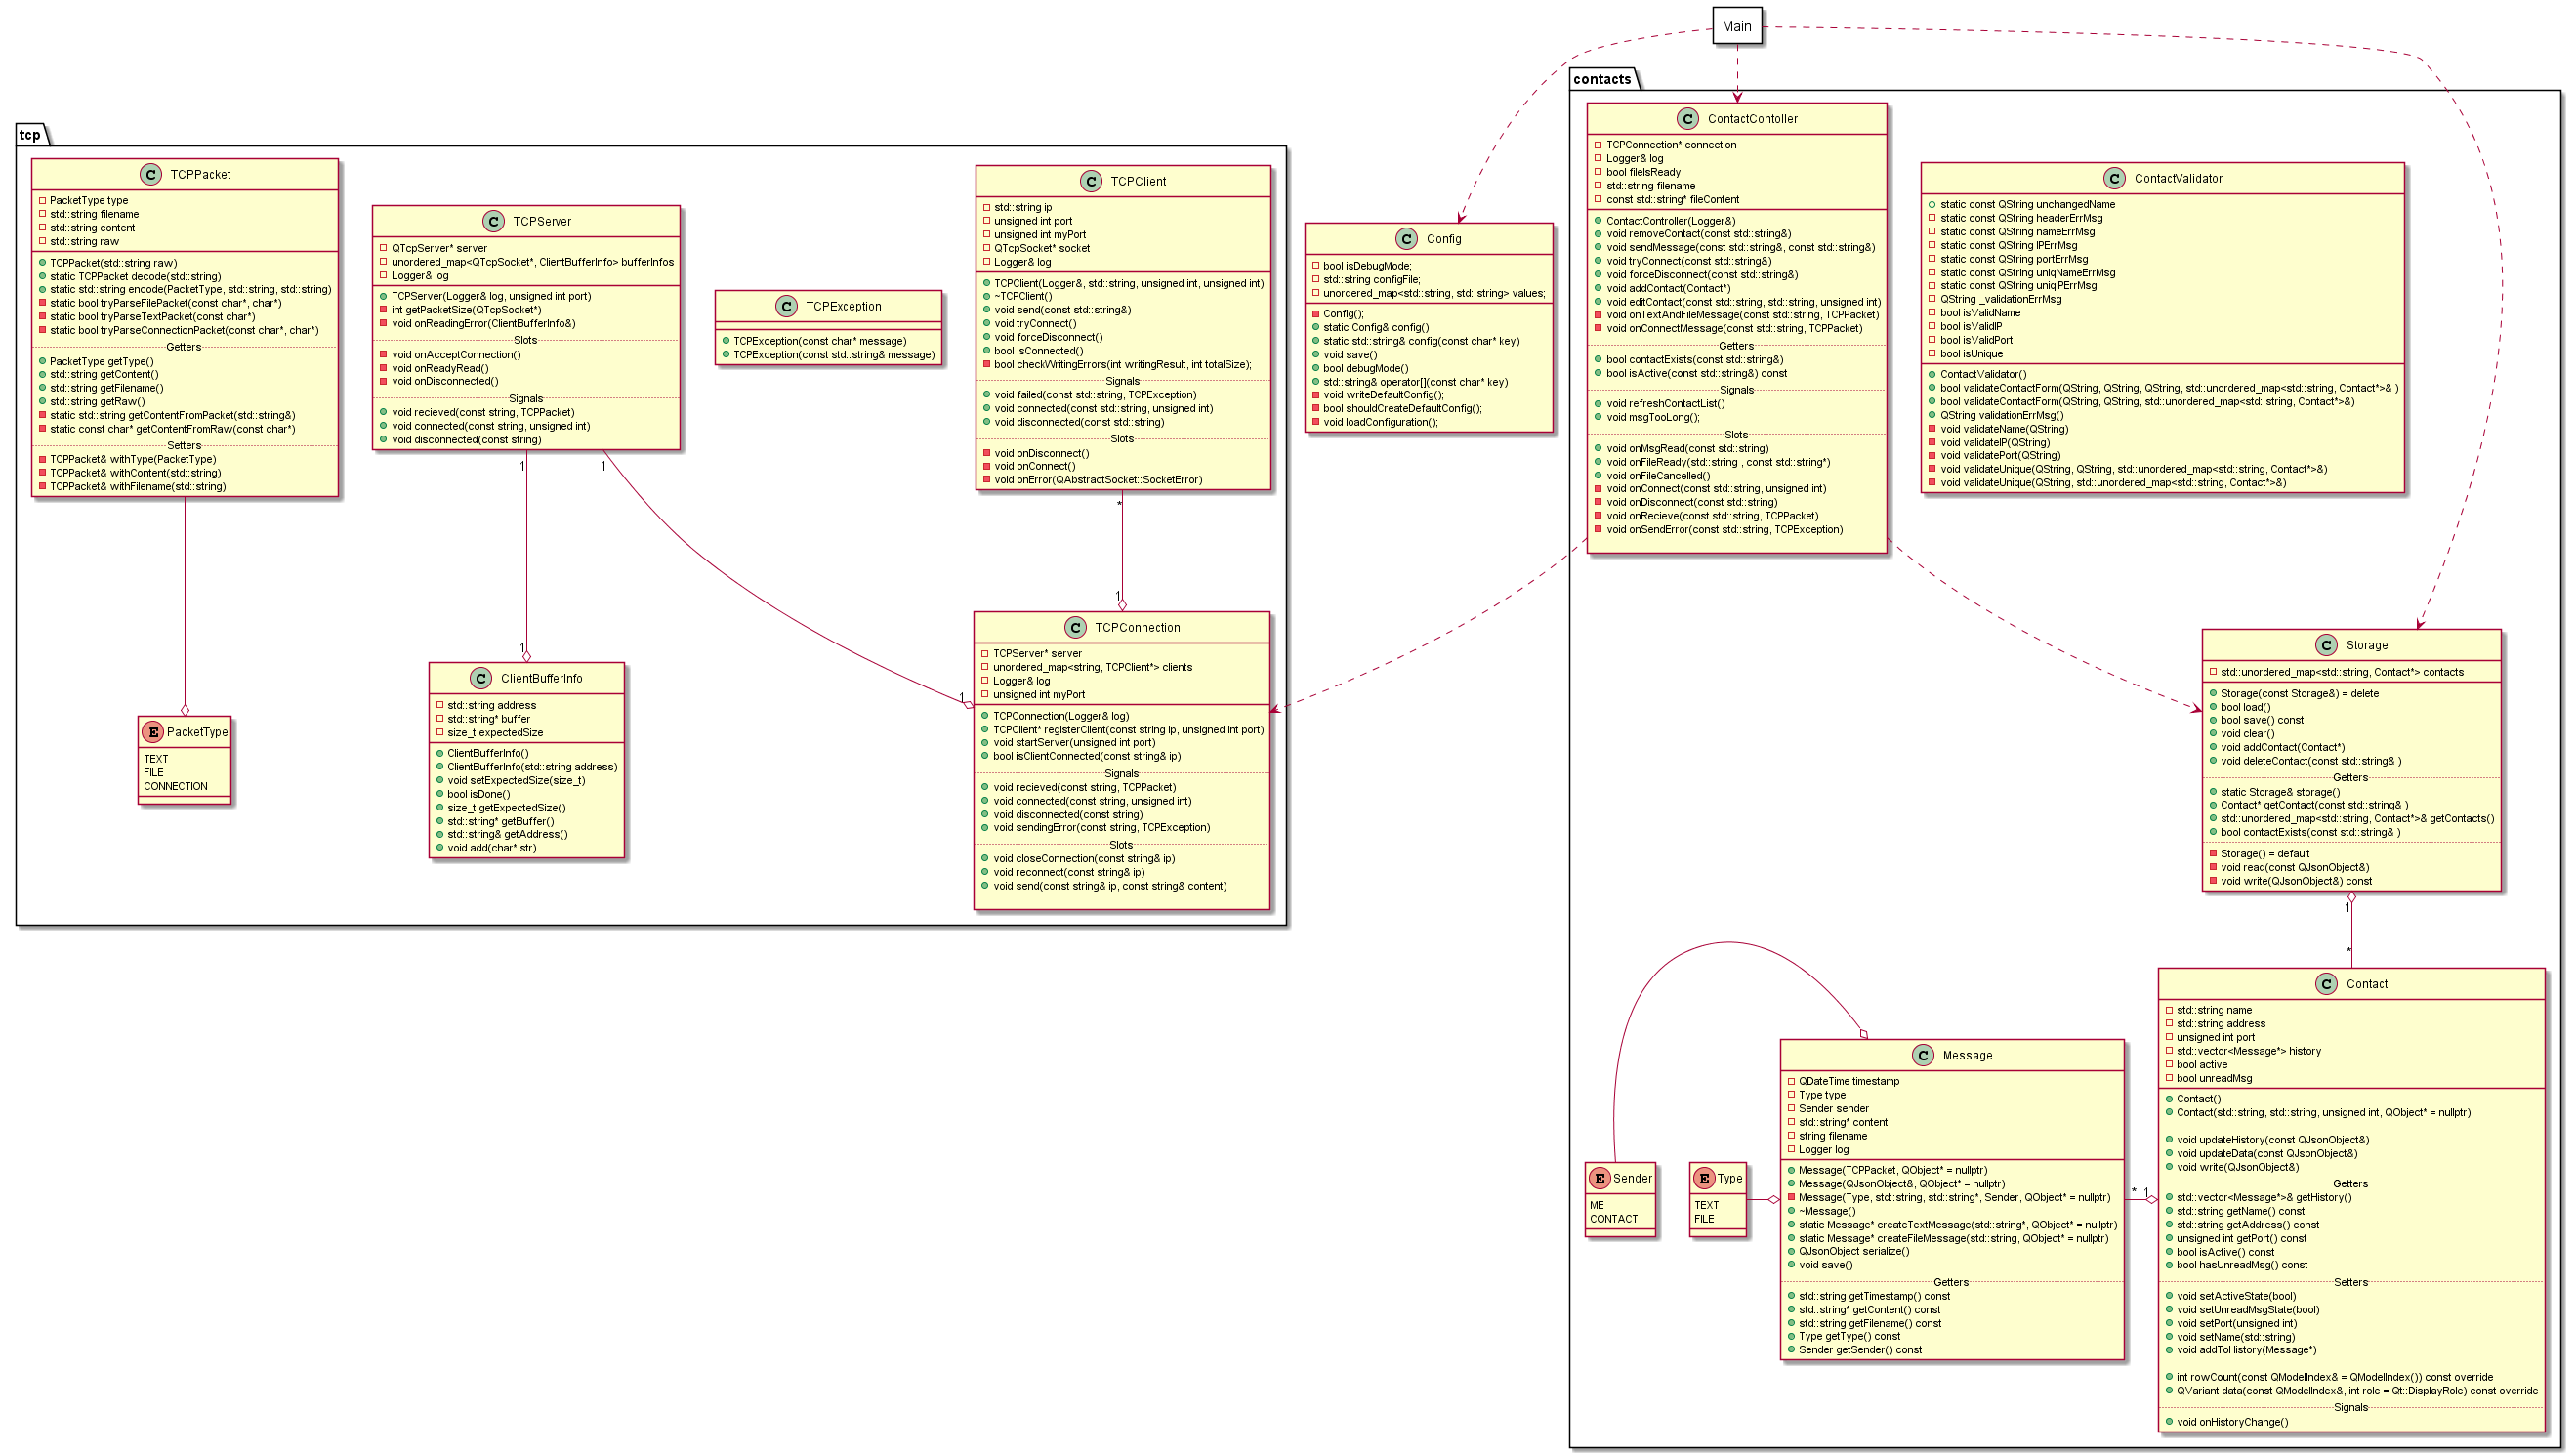 Main
tcp
TCPPacket
PacketType type
std::string filename
std::string content
std::string raw
TCPPacket(std::string raw)
static TCPPacket decode(std::string)
static std::string encode(PacketType, std::string, std::string)
static bool tryParseFilePacket(const char*, char*)
static bool tryParseTextPacket(const char*)
static bool tryParseConnectionPacket(const char*, char*)
Getters
PacketType getType()
std::string getContent()
std::string getFilename()
std::string getRaw()
static std::string getContentFromPacket(std::string&)
static const char* getContentFromRaw(const char*)
Setters
TCPPacket& withType(PacketType)
TCPPacket& withContent(std::string)
TCPPacket& withFilename(std::string)
TCPServer
QTcpServer* server
unordered_map<QTcpSocket*, ClientBufferInfo> bufferInfos
Logger& log
TCPServer(Logger& log, unsigned int port)
int getPacketSize(QTcpSocket*)
void onReadingError(ClientBufferInfo&)
Slots
void onAcceptConnection()
void onReadyRead()
void onDisconnected()
Signals
void recieved(const string, TCPPacket)
void connected(const string, unsigned int)
void disconnected(const string)
TCPException
TCPException(const char* message)
TCPException(const std::string& message)
TCPClient
std::string ip
unsigned int port
unsigned int myPort
QTcpSocket* socket
Logger& log
TCPClient(Logger&, std::string, unsigned int, unsigned int)
~TCPClient()
void send(const std::string&)
void tryConnect()
void forceDisconnect()
bool isConnected()
bool checkWritingErrors(int writingResult, int totalSize);
Signals
void failed(const std::string, TCPException)
void connected(const std::string, unsigned int)
void disconnected(const std::string)
Slots
void onDisconnect()
void onConnect()
void onError(QAbstractSocket::SocketError)
1
1
*
1
1
1
PacketType
TEXT
FILE
CONNECTION
ClientBufferInfo
std::string address
std::string* buffer
size_t expectedSize
ClientBufferInfo()
ClientBufferInfo(std::string address)
void setExpectedSize(size_t)
bool isDone()
size_t getExpectedSize()
std::string* getBuffer()
std::string& getAddress()
void add(char* str)
TCPConnection
TCPServer* server
unordered_map<string, TCPClient*> clients
Logger& log
unsigned int myPort
TCPConnection(Logger& log)
TCPClient* registerClient(const string ip, unsigned int port)
void startServer(unsigned int port)
bool isClientConnected(const string& ip)
Signals
void recieved(const string, TCPPacket)
void connected(const string, unsigned int)
void disconnected(const string)
void sendingError(const string, TCPException)
Slots
void closeConnection(const string& ip)
void reconnect(const string& ip)
void send(const string& ip, const string& content)
Config
bool isDebugMode;
std::string configFile;
unordered_map<std::string, std::string> values;
Config();
static Config& config()
static std::string& config(const char* key)
void save()
bool debugMode()
std::string& operator[](const char* key)
void writeDefaultConfig();
bool shouldCreateDefaultConfig();
void loadConfiguration();
contacts
ContactContoller
TCPConnection* connection
Logger& log
bool fileIsReady
std::string filename
const std::string* fileContent
ContactController(Logger&)
void removeContact(const std::string&)
void sendMessage(const std::string&, const std::string&)
void tryConnect(const std::string&)
void forceDisconnect(const std::string&)
void addContact(Contact*)
void editContact(const std::string, std::string, unsigned int)
void onTextAndFileMessage(const std::string, TCPPacket)
void onConnectMessage(const std::string, TCPPacket)
Getters
bool contactExists(const std::string&)
bool isActive(const std::string&) const
Signals
void refreshContactList()
void msgTooLong();
Slots
void onMsgRead(const std::string)
void onFileReady(std::string , const std::string*)
void onFileCancelled()
void onConnect(const std::string, unsigned int)
void onDisconnect(const std::string)
void onRecieve(const std::string, TCPPacket)
void onSendError(const std::string, TCPException)
ContactValidator
static const QString unchangedName
static const QString headerErrMsg
static const QString nameErrMsg
static const QString IPErrMsg
static const QString portErrMsg
static const QString uniqNameErrMsg
static const QString uniqIPErrMsg
QString _validationErrMsg
bool isValidName
bool isValidIP
bool isValidPort
bool isUnique
ContactValidator()
bool validateContactForm(QString, QString, QString, std::unordered_map<std::string, Contact*>& )
bool validateContactForm(QString, QString, std::unordered_map<std::string, Contact*>&)
QString validationErrMsg()
void validateName(QString)
void validateIP(QString)
void validatePort(QString)
void validateUnique(QString, QString, std::unordered_map<std::string, Contact*>&)
void validateUnique(QString, std::unordered_map<std::string, Contact*>&)
Storage
std::unordered_map<std::string, Contact*> contacts
Storage(const Storage&) = delete
bool load()
bool save() const
void clear()
void addContact(Contact*)
void deleteContact(const std::string& )
Getters
static Storage& storage()
Contact* getContact(const std::string& )
std::unordered_map<std::string, Contact*>& getContacts()
bool contactExists(const std::string& )
Storage() = default
void read(const QJsonObject&)
void write(QJsonObject&) const
1
*
Sender
ME
CONTACT
Type
TEXT
FILE
Message
QDateTime timestamp
Type type
Sender sender
std::string* content
string filename
Logger log
Message(TCPPacket, QObject* = nullptr)
Message(QJsonObject&, QObject* = nullptr)
Message(Type, std::string, std::string*, Sender, QObject* = nullptr)
~Message()
static Message* createTextMessage(std::string*, QObject* = nullptr)
static Message* createFileMessage(std::string, QObject* = nullptr)
QJsonObject serialize()
void save()
Getters
std::string getTimestamp() const
std::string* getContent() const
std::string getFilename() const
Type getType() const
Sender getSender() const
* 1
Contact
std::string name
std::string address
unsigned int port
std::vector<Message*> history
bool active
bool unreadMsg
Contact()
Contact(std::string, std::string, unsigned int, QObject* = nullptr)
void updateHistory(const QJsonObject&)
void updateData(const QJsonObject&)
void write(QJsonObject&)
Getters
std::vector<Message*>& getHistory()
std::string getName() const
std::string getAddress() const
unsigned int getPort() const
bool isActive() const
bool hasUnreadMsg() const
Setters
void setActiveState(bool)
void setUnreadMsgState(bool)
void setPort(unsigned int)
void setName(std::string)
void addToHistory(Message*)
int rowCount(const QModelIndex& = QModelIndex()) const override
QVariant data(const QModelIndex&, int role = Qt::DisplayRole) const override
Signals
void onHistoryChange()